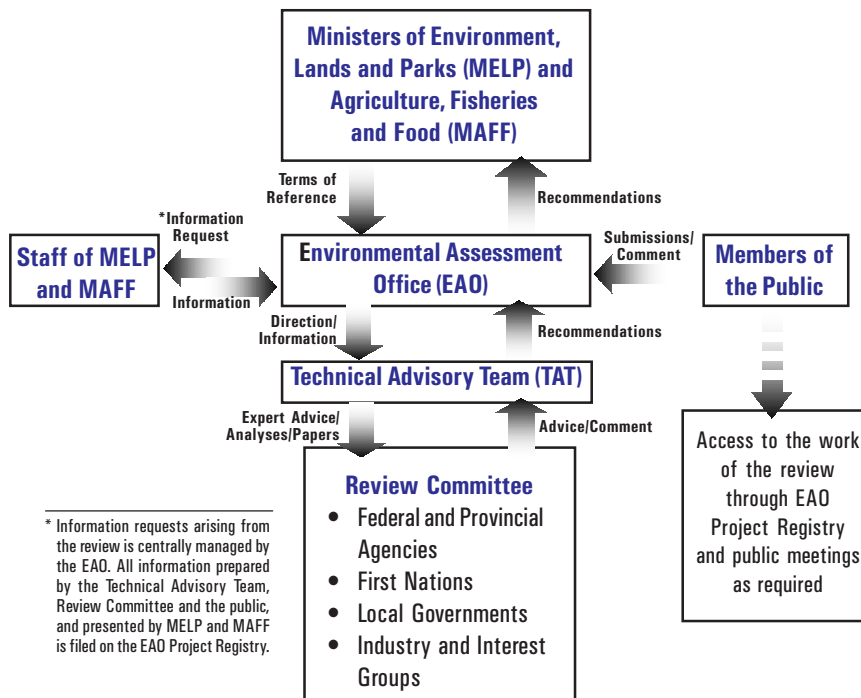 Ministers of Environment,
Lands and Parks (MELP) and
Agriculture, Fisheries
and Food (MAFF)
Terms of
Reference
Recommendations
*Information
Request
Submissions/
Comment
Staff of MELP
and MAFF
Information
Environmental Assessment
Office (EAO)
Members of
the Public
Direction/
Information
Recommendations
Technical Advisory Team (TAT)
Expert Advice/
Analyses/Papers
Advice/Comment
Access to the work
of the review
through EAO
Project Registry
and public meetings
as required
Review Committee
• Federal and Provincial
Agencies
• First Nations
• Local Governments
• Industry and Interest
Groups
* Information requests arising from
the review is centrally managed by
the EAO. All information prepared
by the Technical Advisory Team,
Review Committee and the public,
and presented by MELP and MAFF
is filed on the EAO Project Registry.